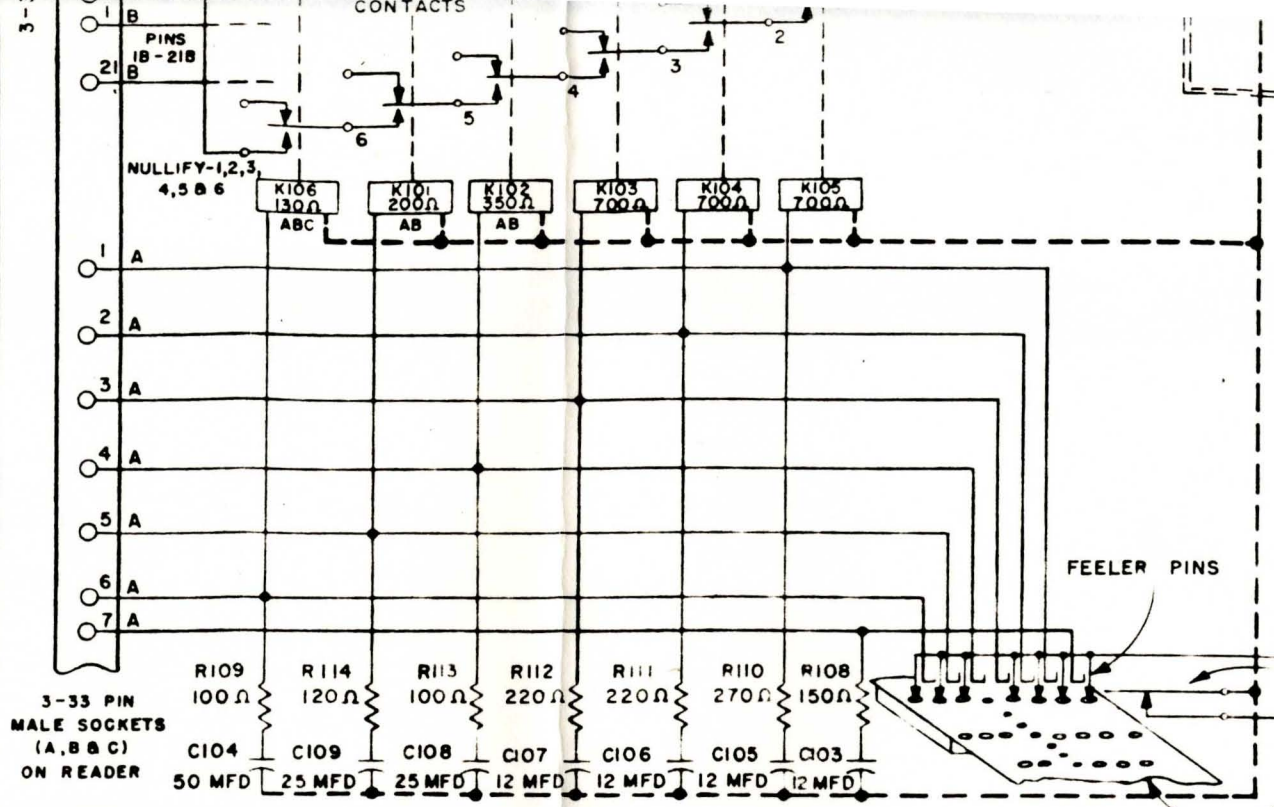 CONTACTS
3-3
1 B
PINS
1B-21B
21 B
2
3
4
5
6
NULLIFY-1,2,3,
4,5 & 6
K106
130Ω
ABC
K101
200Ω
AB
K102
350Ω
AB
K103
700Ω
K104
700Ω
K105
700Ω
1 A
2 A
3 A
4 A
5 A
6 A
7 A
FEELER PINS
R109
100Ω
R114
120Ω
R113
100Ω
R112
220Ω
R111
220Ω
R110
270Ω
R108
150Ω
3-33 PIN
MALE SOCKETS
(A,B & C)
ON READER
C104
50 MFD
C109
25 MFD
C108
25 MFD
C107
12 MFD
C106
12 MFD
C105
12 MFD
C103
12 MFD